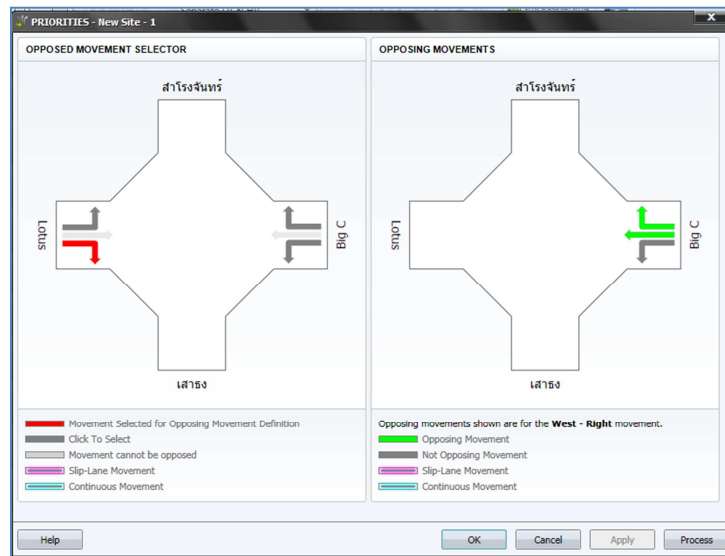 PRIORITIES - New Site - 1
OPPOSED MOVEMENT SELECTOR
สำโรงจันทร์
Lotus
Big C
เสาธง
Movement Selected for Opposing Movement Definition
Click To Select
Movement cannot be opposed
Slip-Lane Movement
Continuous Movement
OPPOSING MOVEMENTS
สำโรงจันทร์
Lotus
Big C
เสาธง
Opposing movements shown are for the West - Right movement.
Opposing Movement
Not Opposing Movement
Slip-Lane Movement
Continuous Movement
Help
OK
Cancel
Apply
Process